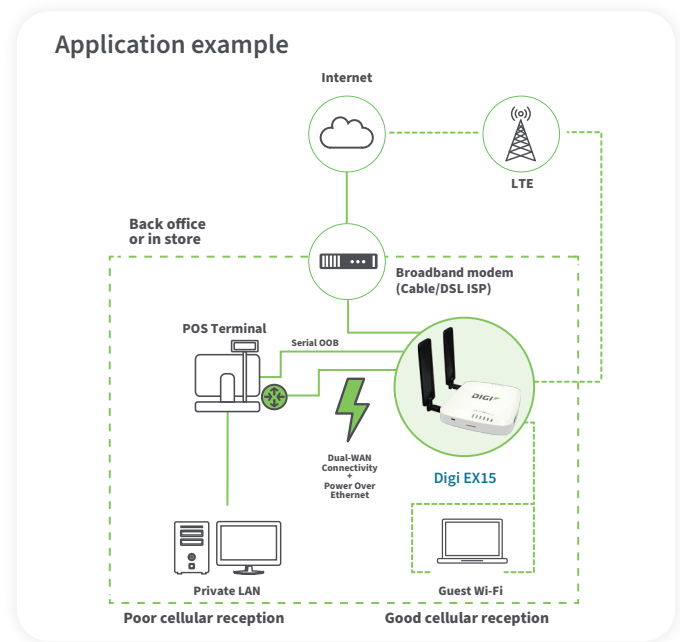 Application example
Internet
LTE
Back office
or in store
Broadband modem
(Cable/DSL ISP)
POS Terminal
Serial OOB
DIGI
Dual-WAN
Connectivity
+
Power Over
Ethernet
Digi EX15
Private LAN
Guest Wi-Fi
Poor cellular reception
Good cellular reception